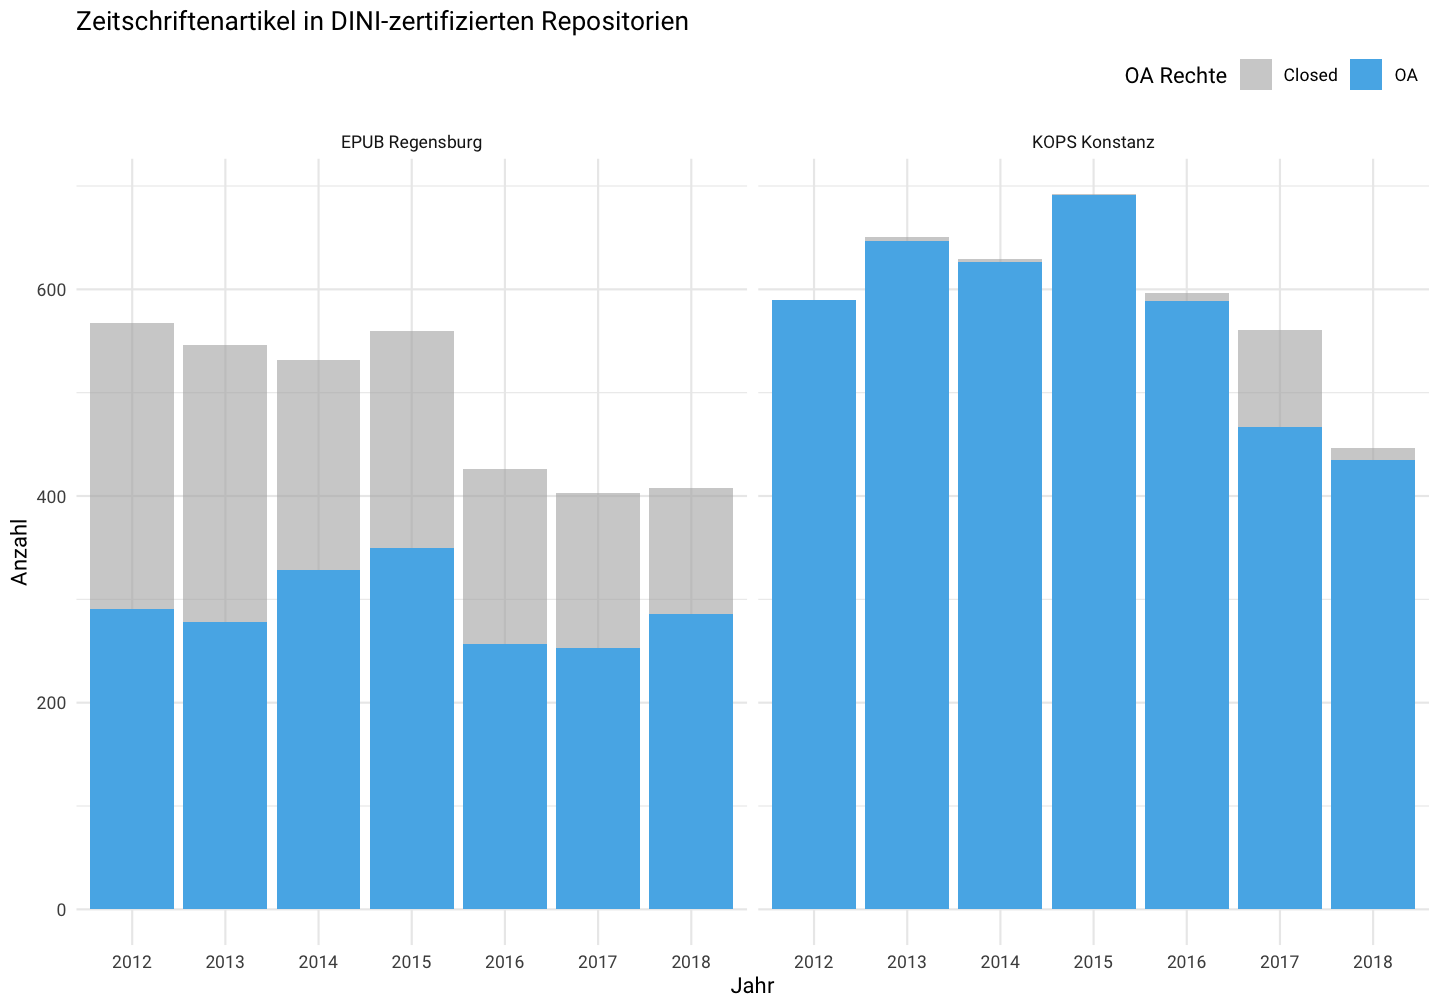 Zeitschriftenartikel in DINI-zertifizierten Repositorien
OA Rechte Closed OA
EPUB Regensburg KOPS Konstanz
600
400
200
0
Anzahl
2012 2013 2014 2015 2016 2017 2018 2012 2013 2014 2015 2016 2017 2018
Jahr